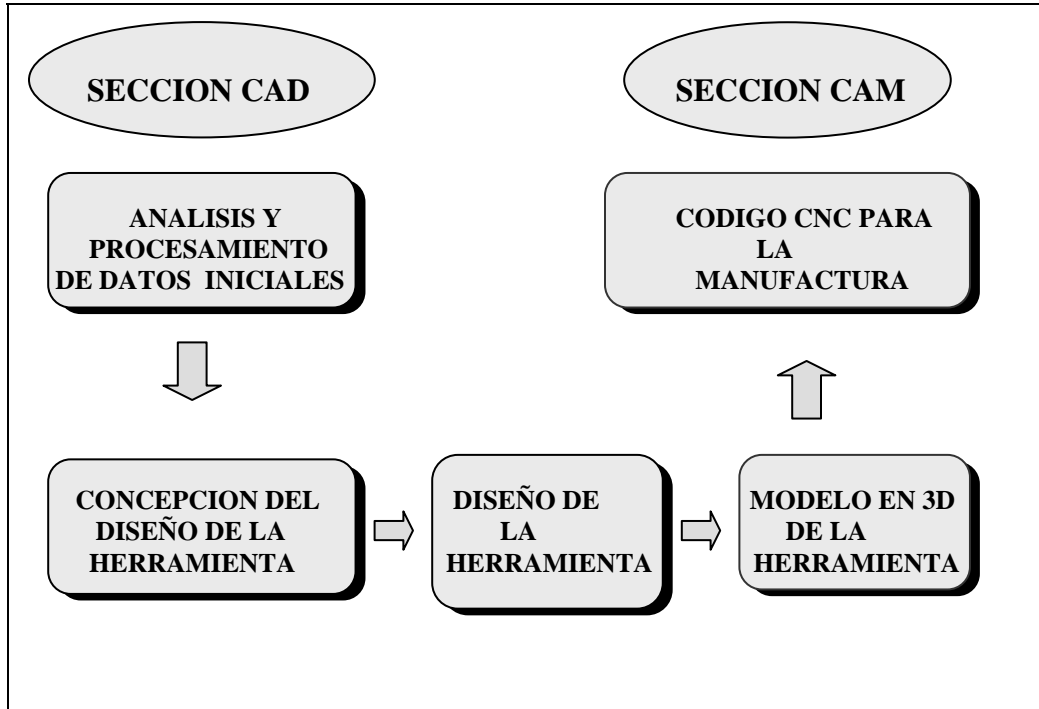 SECCION CAD
SECCION CAM
ANALISIS Y
PROCESAMIENTO
DE DATOS INICIALES
CODIGO CNC PARA
LA
MANUFACTURA
CONCEPCION DEL
DISEÑO DE LA
HERRAMIENTA
DISEÑO DE
LA
HERRAMIENTA
MODELO EN 3D
DE LA
HERRAMIENTA